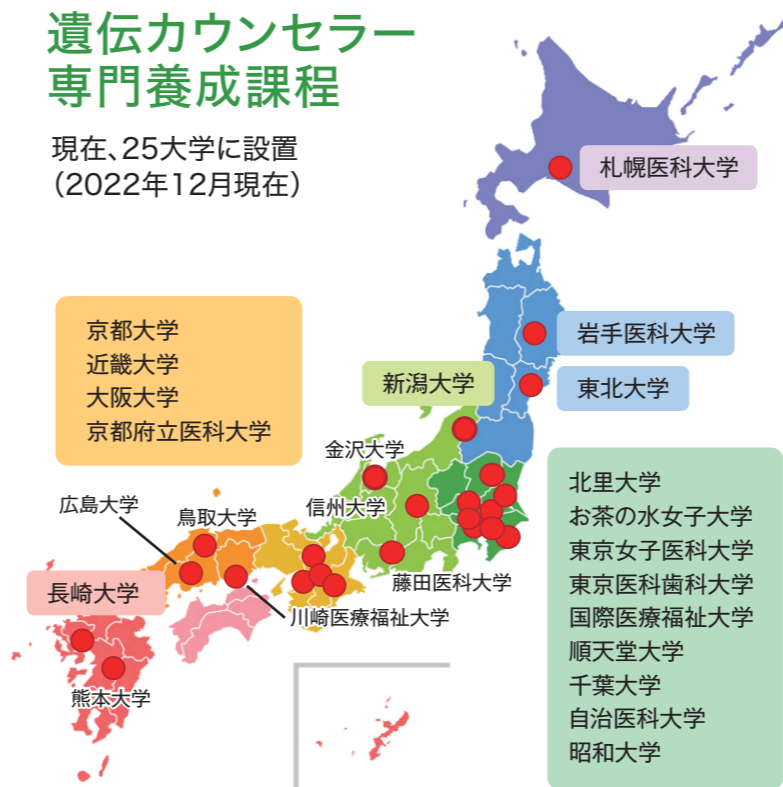 遺伝カウンセラー
専門養成課程
現在、25大学に設置
（2022年12月現在）
札幌医科大学
岩手医科大学
東北大学
京都大学
近畿大学
大阪大学
京都府立医科大学
新潟大学
金沢大学
信州大学
広島大学
鳥取大学
藤田医科大学
長崎大学
川崎医療福祉大学
熊本大学
北里大学
お茶の水女子大学
東京女子医科大学
東京医科歯科大学
国際医療福祉大学
順天堂大学
千葉大学
自治医科大学
昭和大学